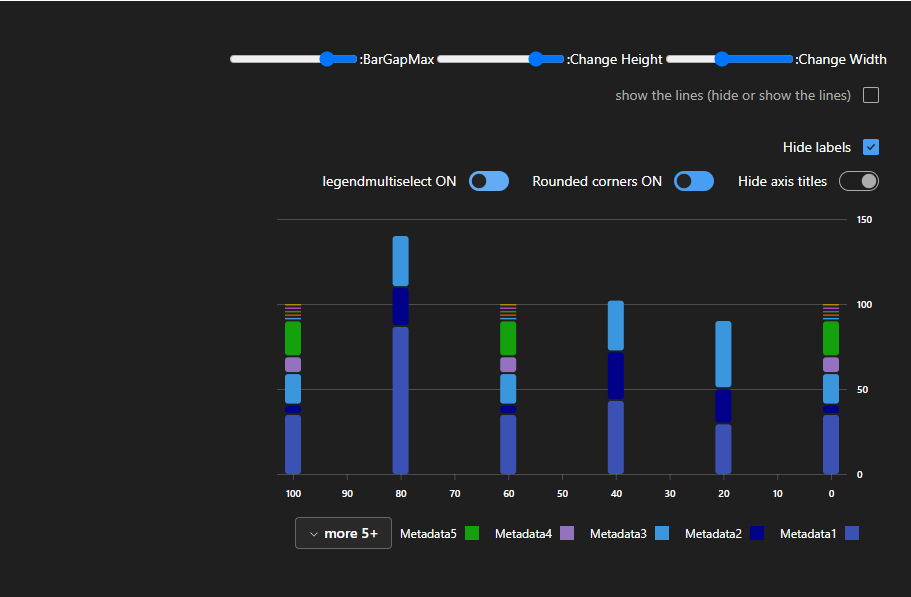 :BarGapMax :Change Height :Change Width
show the lines (hide or show the lines)
Hide labels
legendmultiselect ON Rounded corners ON Hide axis titles
150
100
50
0
100 90 80 70 60 50 40 30 20 10 0
more 5+ Metadata5 Metadata4 Metadata3 Metadata2 Metadata1